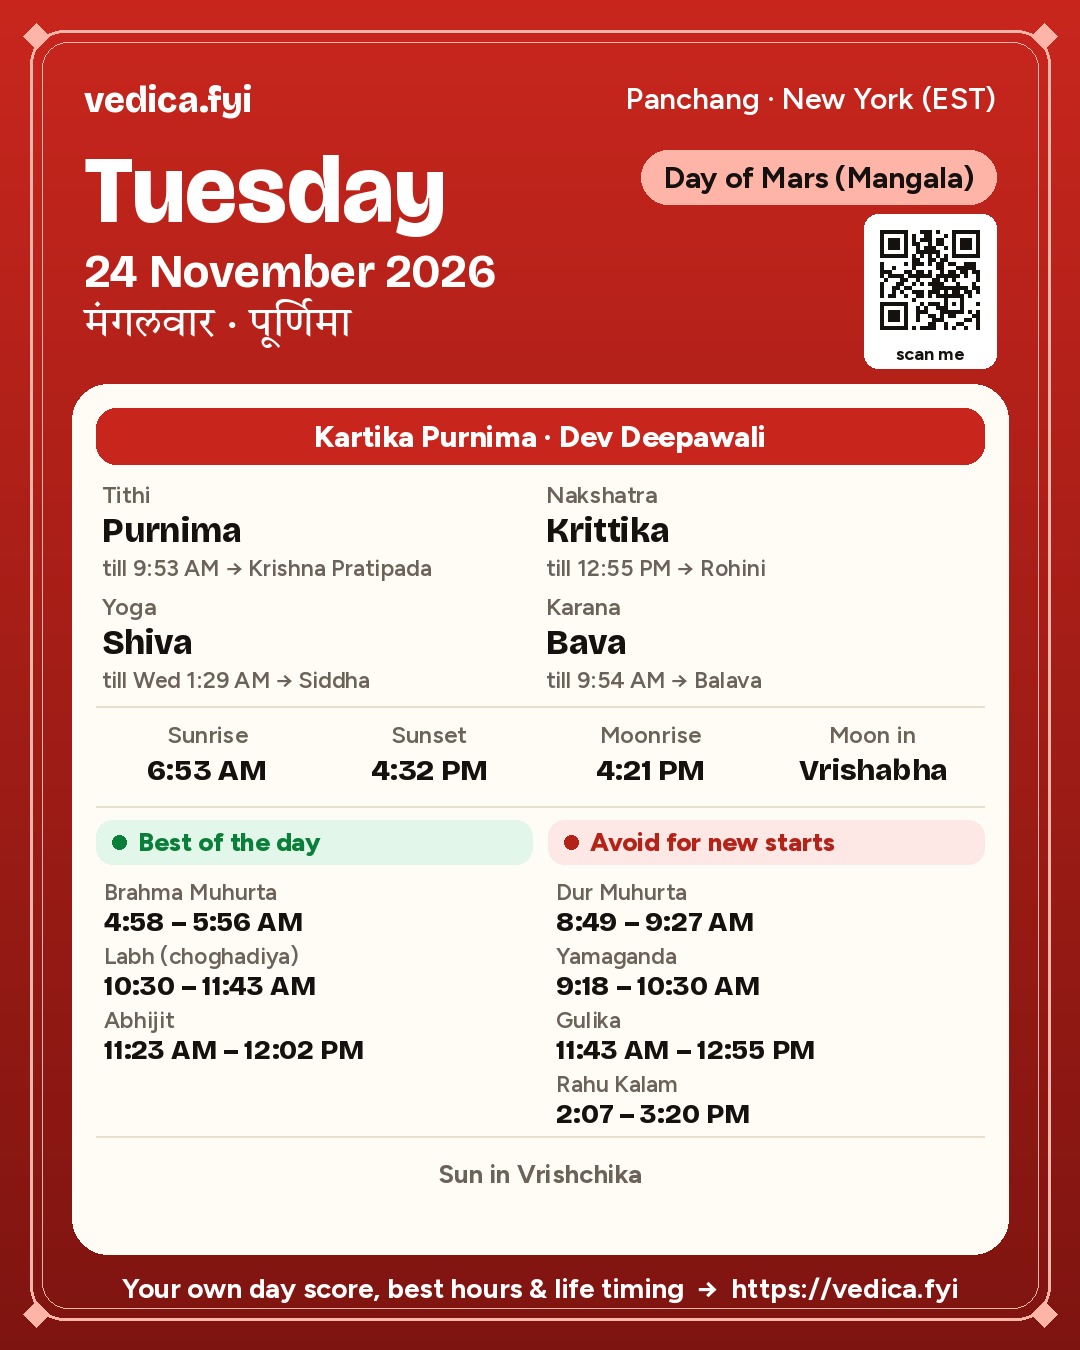 vedica.fyi
Panchang · New York (EST)
Tuesday
Day of Mars (Mangala)
24 November 2026
मंगलवार · पूर्णिमा
scan me
Kartika Purnima · Dev Deepawali
Tithi
Purnima
till 9:53 AM → Krishna Pratipada
Nakshatra
Krittika
till 12:55 PM → Rohini
Yoga
Shiva
till Wed 1:29 AM → Siddha
Karana
Bava
till 9:54 AM → Balava
Sunrise
6:53 AM
Sunset
4:32 PM
Moonrise
4:21 PM
Moon in
Vrishabha
Best of the day
Brahma Muhurta
4:58 – 5:56 AM
Labh (choghadiya)
10:30 – 11:43 AM
Abhijit
11:23 AM – 12:02 PM
Avoid for new starts
Dur Muhurta
8:49 – 9:27 AM
Yamaganda
9:18 – 10:30 AM
Gulika
11:43 AM – 12:55 PM
Rahu Kalam
2:07 – 3:20 PM
Sun in Vrishchika
Your own day score, best hours & life timing → https://vedica.fyi